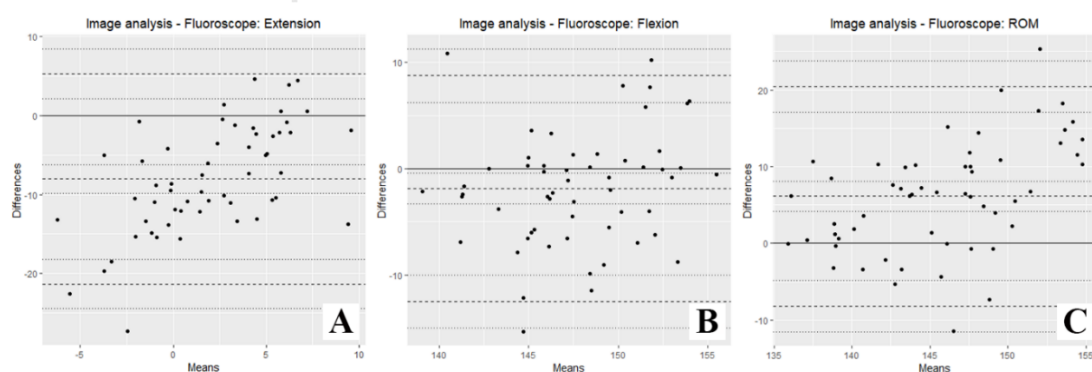 Image analysis - Fluoroscope: Extension
10
0
-10
-20
Differences
-5
0
5
10
Means
A
Image analysis - Fluoroscope: Flexion
10
0
-10
Differences
140
145
150
155
Means
B
Image analysis - Fluoroscope: ROM
20
10
0
-10
Differences
135
140
145
150
155
Means
C